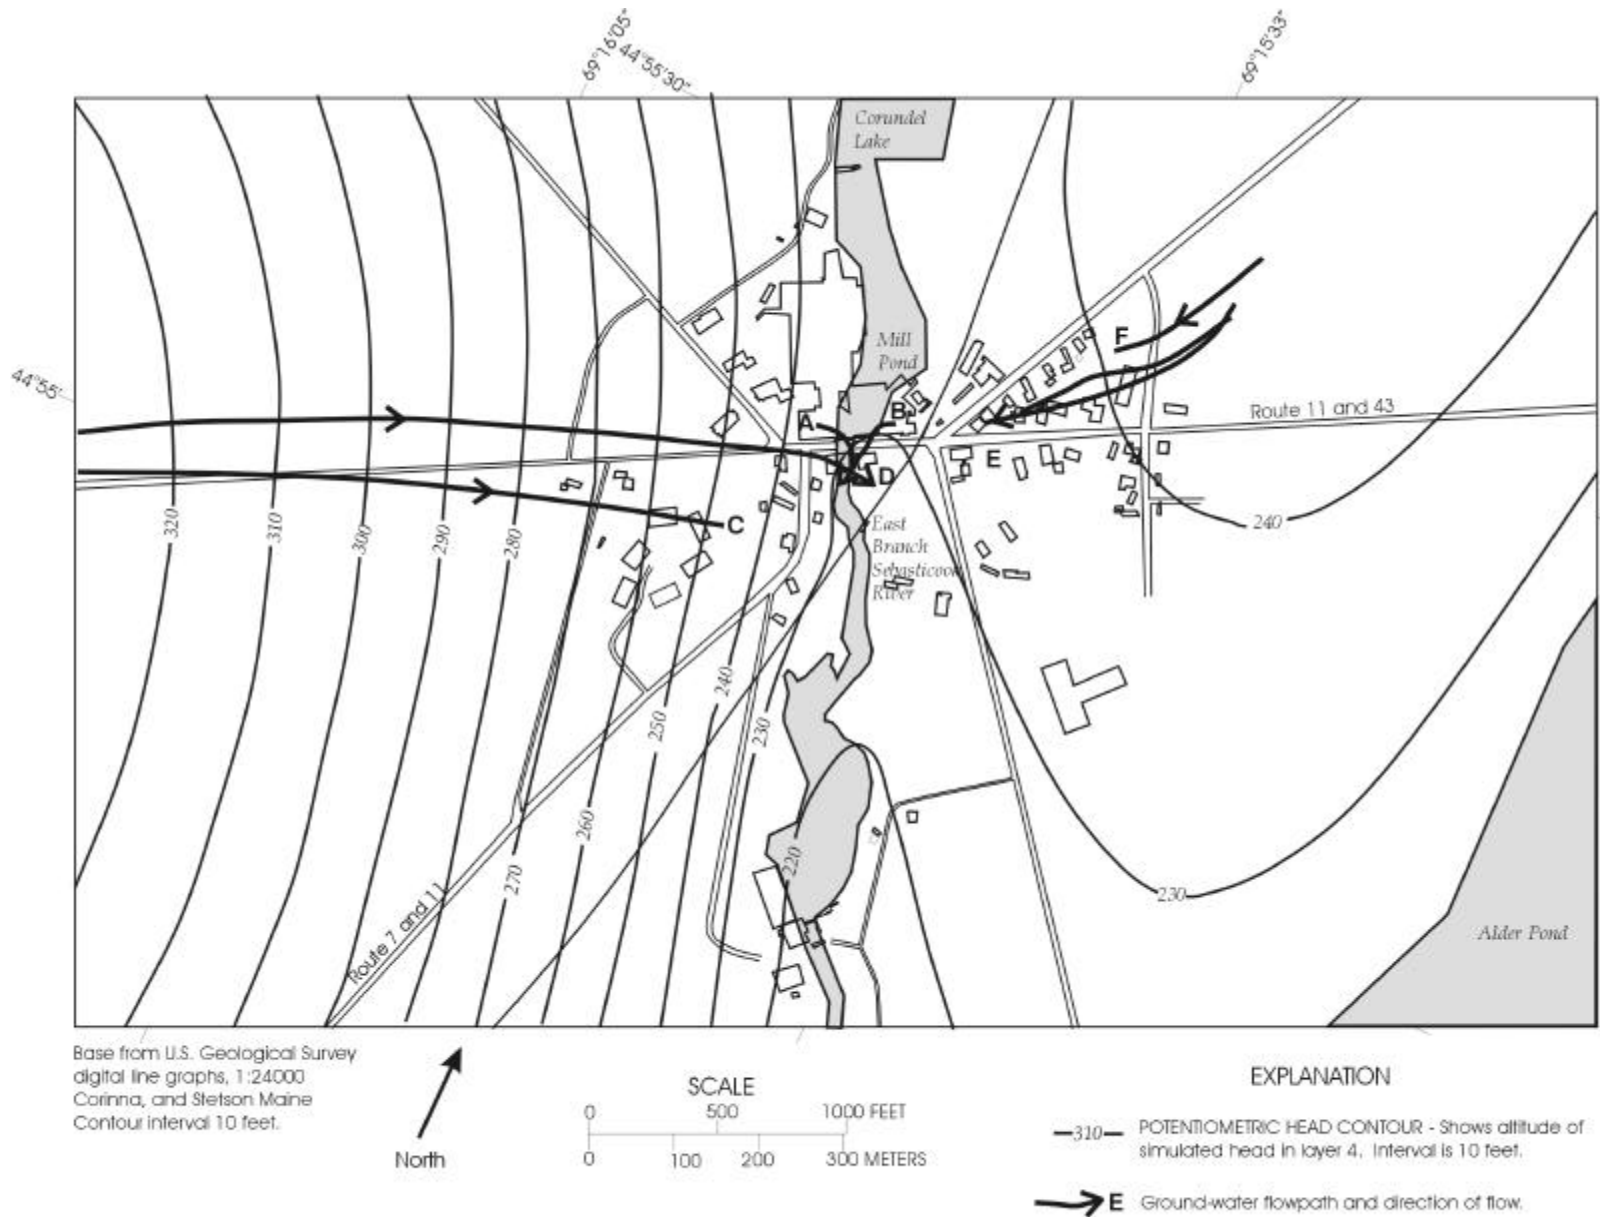 69°16'05"
44°55'30"
69°15'33"
44°55'
Corundel
Lake
Mill
Pond
Route 11 and 43
A
B
C
D
E
F
East
Branch
Sebasticook
River
320
310
300
290
280
270
260
250
240
230
220
240
230
Route 7 and 11
Alder Pond
Base from U.S. Geological Survey
digital line graphs, 1:24000
Corinna, and Stetson Maine
Contour interval 10 feet.
North
SCALE
0 500 1000 FEET
0 100 200 300 METERS
EXPLANATION
310 POTENTIOMETRIC HEAD CONTOUR - Shows altitude of
simulated head in layer 4. Interval is 10 feet.
E Ground-water flowpath and direction of flow.